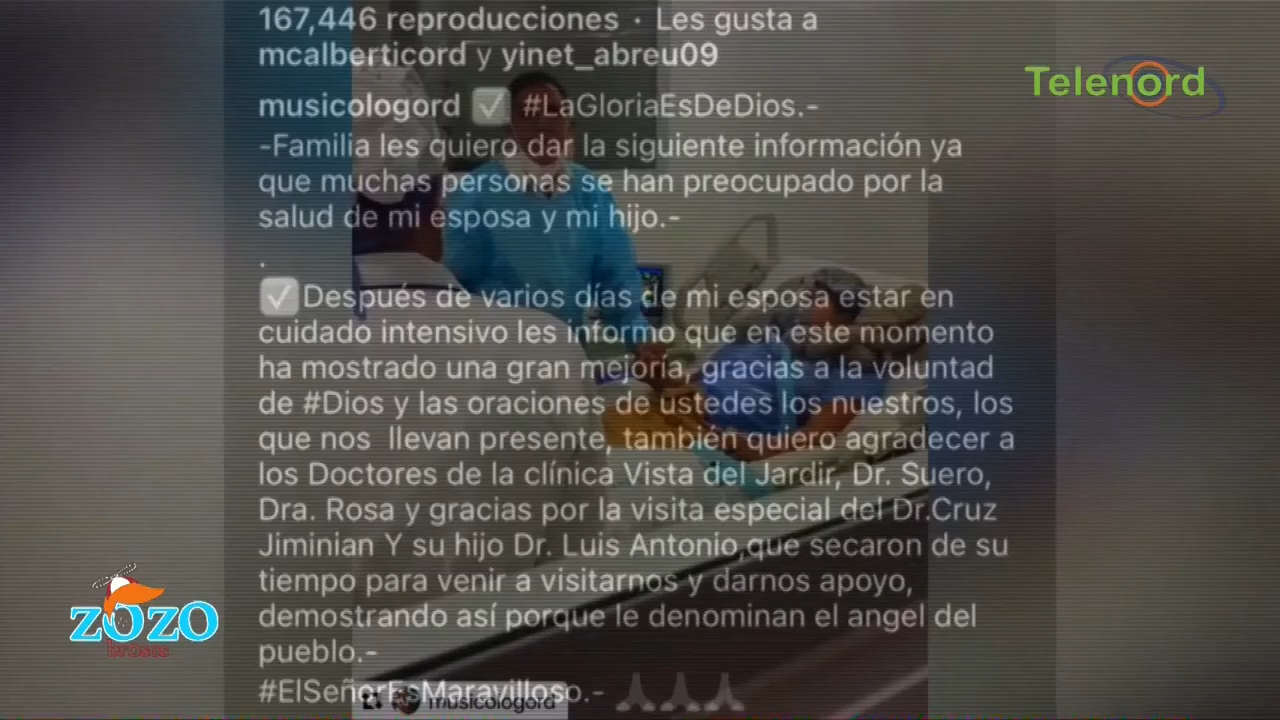 167,446 reproducciones · Les gusta a
mcalberticord y yinet_abreu09
Telenord
musicologord ✅ #LaGloriaEsDeDios.-
-Familia les quiero dar la siguiente información ya
que muchas personas se han preocupado por la
salud de mi esposa y mi hijo.-
.
✅Después de varios días de mi esposa estar en
cuidado intensivo les informo que en este momento
ha mostrado una gran mejoría, gracias a la voluntad
de #Dios y las oraciones de ustedes los nuestros, los
que nos llevan presente, también quiero agradecer a
los Doctores de la clínica Vista del Jardir, Dr. Suero,
Dra. Rosa y gracias por la visita especial del Dr.Cruz
Jiminian Y su hijo Dr. Luis Antonio,que secaron de su
tiempo para venir a visitarnos y darnos apoyo,
demostrando así porque le denominan el angel del
pueblo.-
#ElSeñorEsMaravilloso.- 🙏🙏🙏
musicologord
ZOZO
Broses